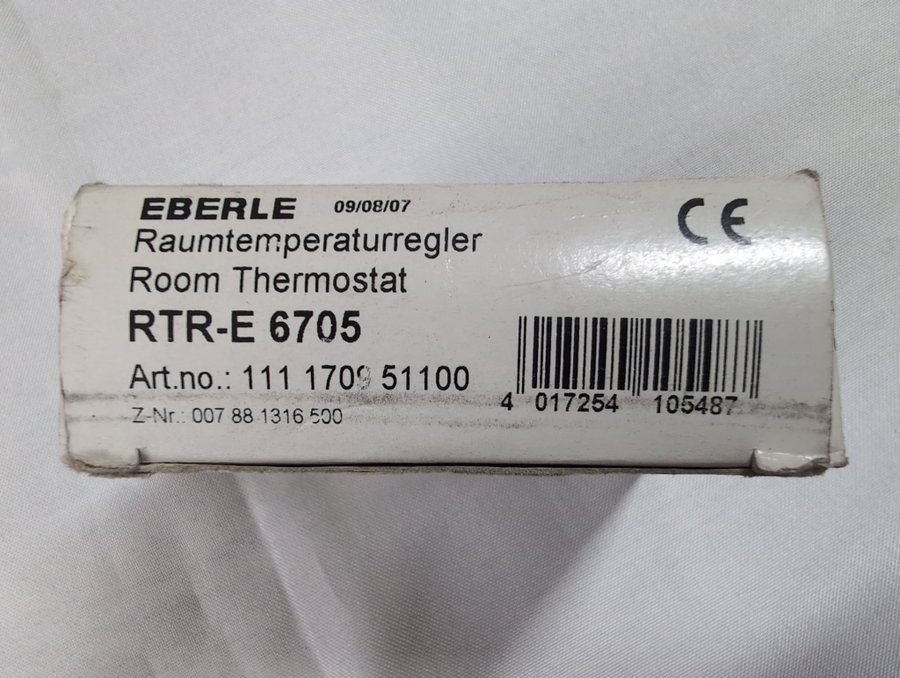 EBERLE 09/08/07 CE
Raumtemperaturregler
Room Thermostat
RTR-E 6705
Art.no.: 111 1709 51100
Z-Nr.: 007 88 1316 500
4 017254 105487